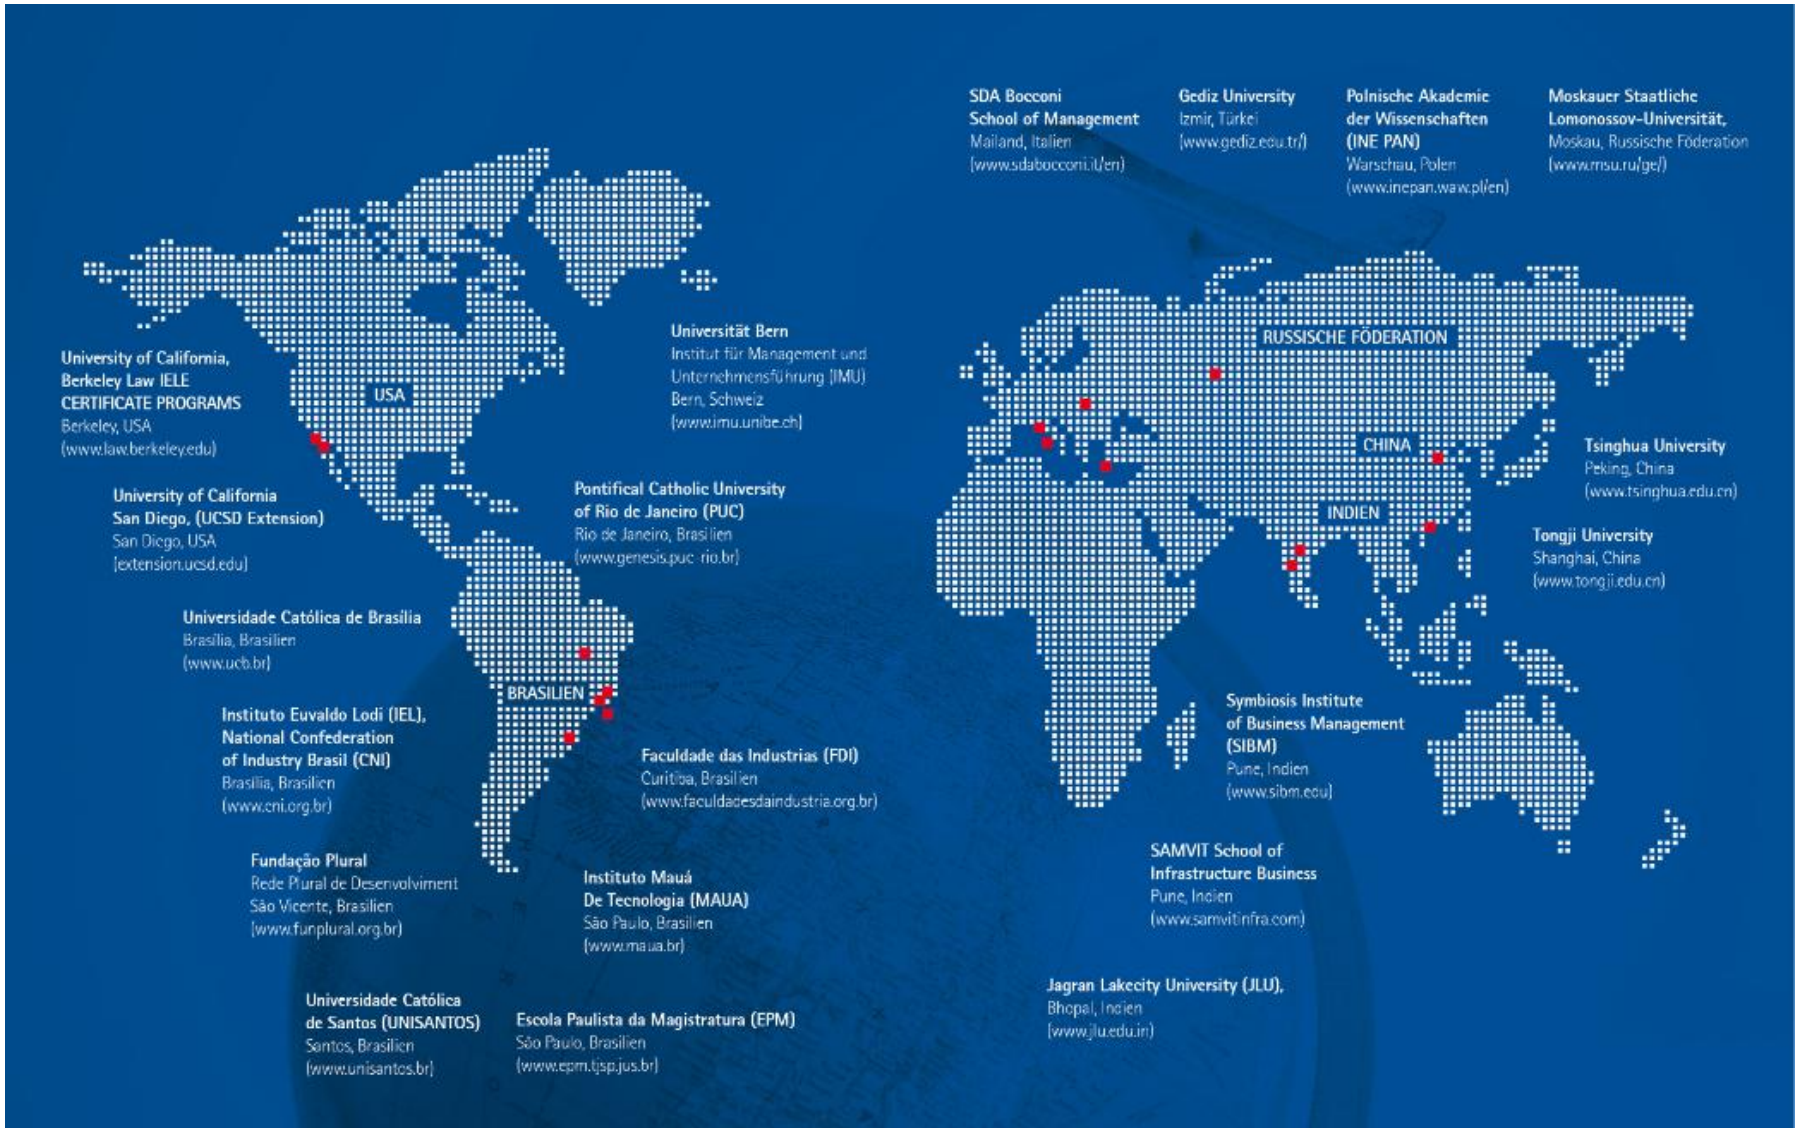 SDA Bocconi
School of Management
Mailand, Italien
(www.sdabocconi.it/en)
Gediz University
Izmir, Türkei
(www.gediz.edu.tr/)
Polnische Akademie
der Wissenschaften
(INE PAN)
Warschau, Polen
(www.inepan.waw.pl/en)
Moskauer Staatliche
Lomonossov-Universität,
Moskau, Russische Föderation
(www.msu.ru/ge/)
Universität Bern
Institut für Management und
Unternehmensführung (IMU)
Bern, Schweiz
(www.imu.unibe.ch)
RUSSISCHE FÖDERATION
University of California,
Berkeley Law IELE
CERTIFICATE PROGRAMS
Berkeley, USA
(www.law.berkeley.edu)
USA
CHINA
Tsinghua University
Peking, China
(www.tsinghua.edu.cn)
University of California
San Diego, (UCSD Extension)
San Diego, USA
(extension.ucsd.edu)
Pontifical Catholic University
of Rio de Janeiro (PUC)
Rio de Janeiro, Brasilien
(www.genesis.puc-rio.br)
INDIEN
Tongji University
Shanghai, China
(www.tongji.edu.cn)
Universidade Católica de Brasília
Brasília, Brasilien
(www.ucb.br)
BRASILIEN
Instituto Euvaldo Lodi (IEL),
National Confederation
of Industry Brasil (CNI)
Brasília, Brasilien
(www.cni.org.br)
Faculdade das Industrias (FDI)
Curitiba, Brasilien
(www.faculdadesdaindustria.org.br)
Symbiosis Institute
of Business Management
(SIBM)
Pune, Indien
(www.sibm.edu)
Fundação Plural
Rede Plural de Desenvolviment
São Vicente, Brasilien
(www.funplural.org.br)
Instituto Mauá
De Tecnologia (MAUA)
São Paulo, Brasilien
(www.maua.br)
SAMVIT School of
Infrastructure Business
Pune, Indien
(www.samvitinfra.com)
Universidade Católica
de Santos (UNISANTOS)
Santos, Brasilien
(www.unisantos.br)
Escola Paulista da Magistratura (EPM)
São Paulo, Brasilien
(www.epm.tjsp.jus.br)
Jagran Lakecity University (JLU),
Bhopal, Indien
(www.jlu.edu.in)